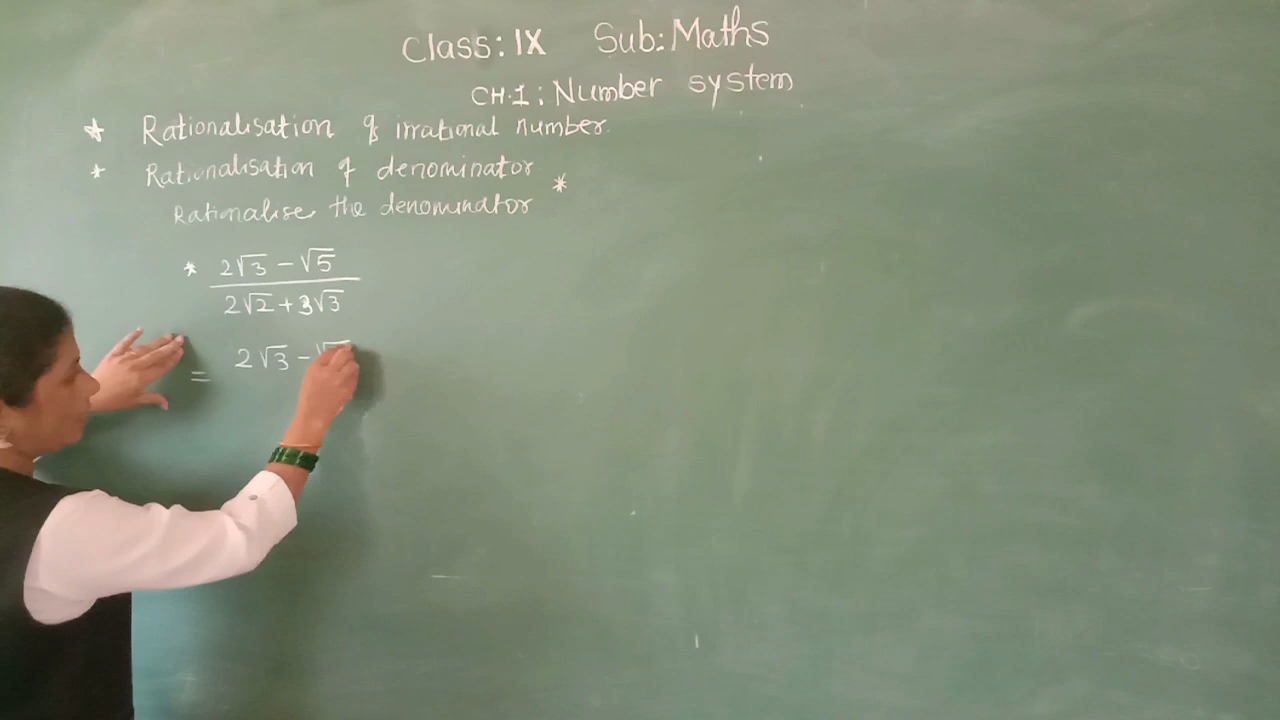 Class: IX Sub: Maths
CH.1: Number system
* Rationalisation of irrational number.
* Rationalisation of denominator
Rationalise the denominator *
* 2√3 - √5
2√2 + 3√3
= 2√3 - √